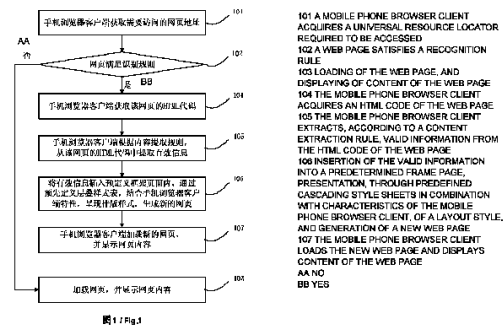 101
手机浏览器客户端获取需要访问的网页地址
AA
否
102
网页满足识别规则
BB
是
104
手机浏览器客户端获取该网页的HTML代码
105
手机浏览器客户端根据内容提取规则,
从该网页的HTML代码中提取有效信息
106
将有效信息插入预定义框架页面内,通过
预先定义层叠样式表,结合手机浏览器客户
端特性,呈现排版样式,生成新的网页
107
手机浏览器客户端加载新的网页,
并显示网页内容
加载网页,并显示网页内容
图1 / Fig.1
101 A MOBILE PHONE BROWSER CLIENT
ACQUIRES A UNIVERSAL RESOURCE LOCATOR
REQUIRED TO BE ACCESSED
102 A WEB PAGE SATISFIES A RECOGNITION
RULE
103 LOADING OF THE WEB PAGE, AND
DISPLAYING OF CONTENT OF THE WEB PAGE
104 THE MOBILE PHONE BROWSER CLIENT
ACQUIRES AN HTML CODE OF THE WEB PAGE
105 THE MOBILE PHONE BROWSER CLIENT
EXTRACTS, ACCORDING TO A CONTENT
EXTRACTION RULE, VALID INFORMATION FROM
THE HTML CODE OF THE WEB PAGE
106 INSERTION OF THE VALID INFORMATION
INTO A PREDETERMINED FRAME PAGE,
PRESENTATION, THROUGH PREDEFINED
CASCADING STYLE SHEETS IN COMBINATION
WITH CHARACTERISTICS OF THE MOBILE
PHONE BROWSER CLIENT, OF A LAYOUT STYLE,
AND GENERATION OF A NEW WEB PAGE
107 THE MOBILE PHONE BROWSER CLIENT
LOADS THE NEW WEB PAGE AND DISPLAYS
CONTENT OF THE WEB PAGE
AA NO
BB YES